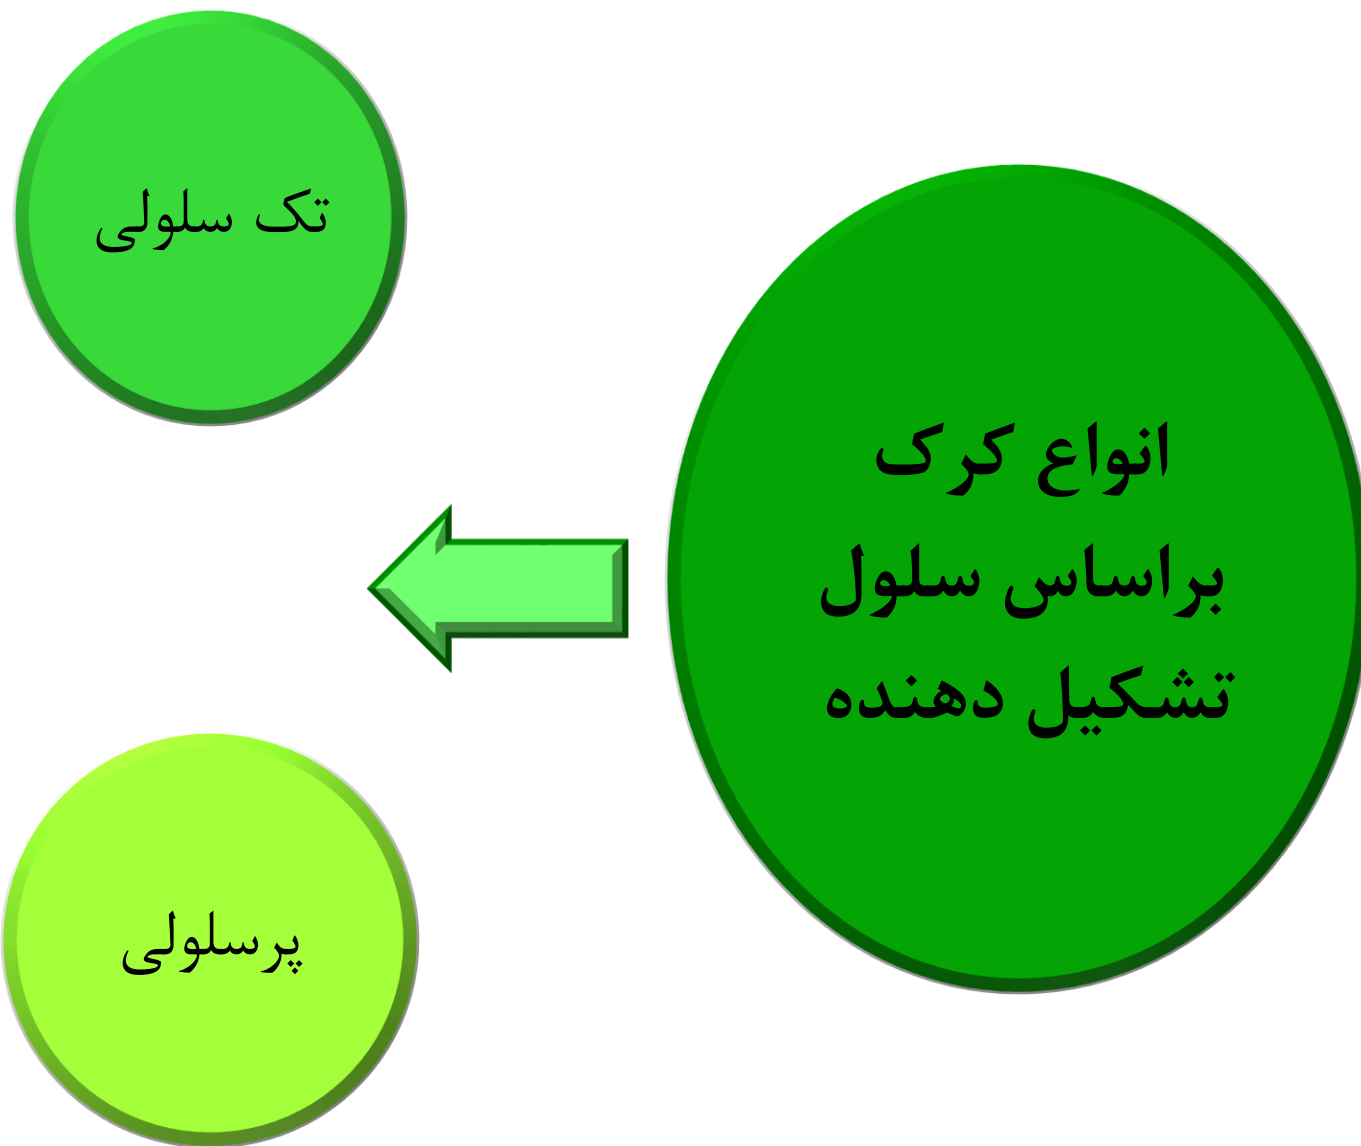 انواع کرک
براساس سلول
تشکیل دهنده
تک سلولی
پرسلولی